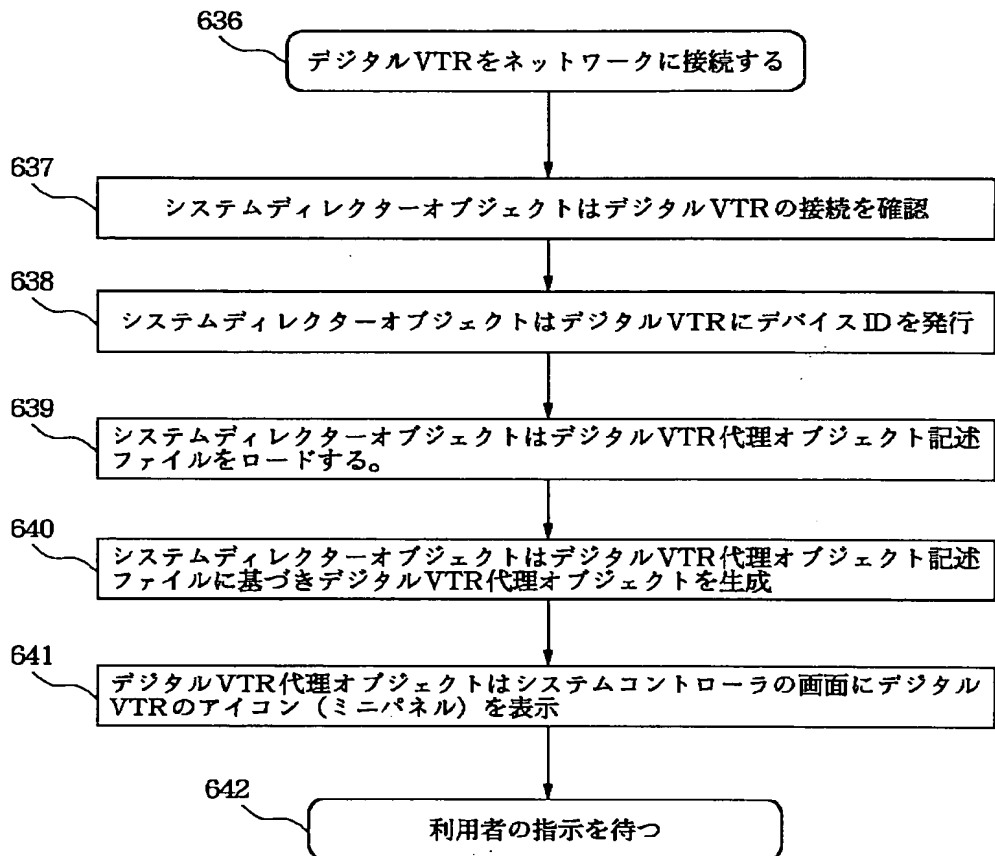 636
デジタルVTRをネットワークに接続する
637
システムディレクターオブジェクトはデジタルVTRの接続を確認
638
システムディレクターオブジェクトはデジタルVTRにデバイスIDを発行
639
システムディレクターオブジェクトはデジタルVTR代理オブジェクト記述
ファイルをロードする。
640
システムディレクターオブジェクトはデジタルVTR代理オブジェクト記述
ファイルに基づきデジタルVTR代理オブジェクトを生成
641
デジタルVTR代理オブジェクトはシステムコントローラの画面にデジタル
VTRのアイコン（ミニパネル）を表示
642
利用者の指示を待つ